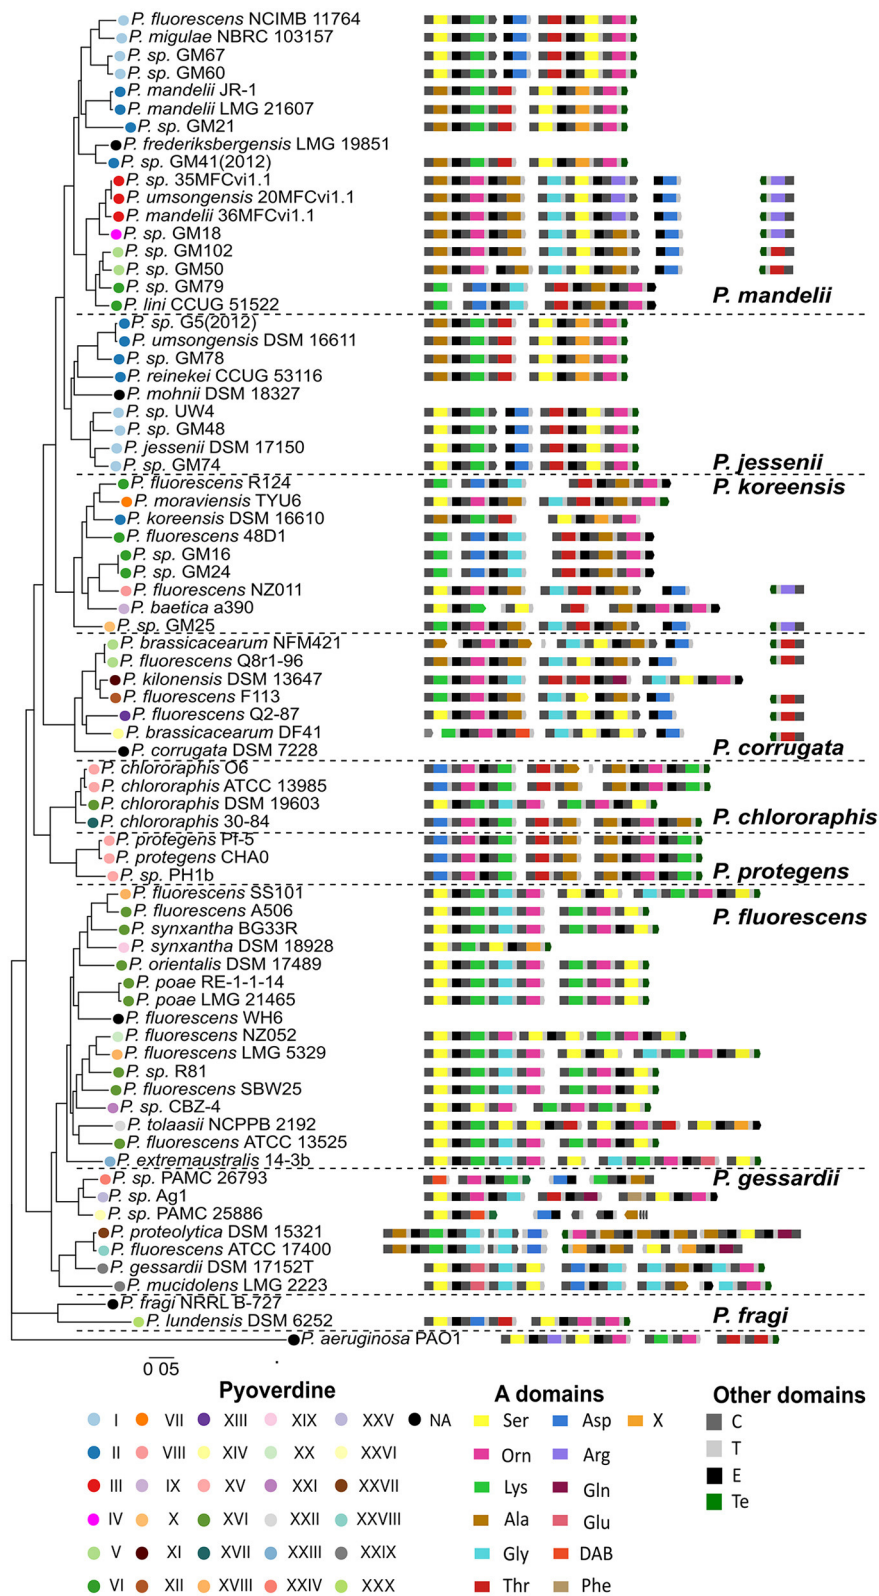 P. fluorescens NCIMB 11764
P. migulae NBRC 103157
P. sp. GM67
P. sp. GM60
P. mandelii JR-1
P. mandelii LMG 21607
P. sp. GM21
P. frederiksbergensis LMG 19851
P. sp. GM41(2012)
P. sp. 35MFCvi1.1
P. umsongensis 20MFCvi1.1
P. mandelii 36MFCvi1.1
P. sp. GM18
P. sp. GM102
P. sp. GM50
P. sp. GM79
P. mandelii
P. lini CCUG 51522
P. sp. G5(2012)
P. umsongensis DSM 16611
P. sp. GM78
P. reinekei CCUG 53116
P. mohnii DSM 18327
P. sp. UW4
P. sp. GM48
P. jessenii DSM 17150
P. sp. GM74
P. jessenii
P. fluorescens R124
P. koreensis
P. moraviensis TYU6
P. koreensis DSM 16610
P. fluorescens 48D1
P. sp. GM16
P. sp. GM24
P. fluorescens NZ011
P. baetica a390
P. sp. GM25
P. brassicacearum NFM421
P. fluorescens Q8r1-96
P. kilonensis DSM 13647
P. fluorescens F113
P. fluorescens Q2-87
P. brassicacearum DF41
P. corrugata DSM 7228
P. corrugata
P. chlororaphis O6
P. chlororaphis ATCC 13985
P. chlororaphis DSM 19603
P. chlororaphis 30-84
P. chlororaphis
P. protegens Pf-5
P. protegens CHA0
P. sp. PH1b
P. protegens
P. fluorescens SS101
P. fluorescens A506
P. fluorescens
P. synxantha BG33R
P. synxantha DSM 18928
P. orientalis DSM 17489
P. poae RE-1-1-14
P. poae LMG 21465
P. fluorescens WH6
P. fluorescens NZ052
P. fluorescens LMG 5329
P. sp. R81
P. fluorescens SBW25
P. sp. CBZ-4
P. tolaasii NCPPB 2192
P. fluorescens ATCC 13525
P. extremaustralis 14-3b
P. sp. PAMC 26793
P. gessardii
P. sp. Ag1
P. sp. PAMC 25886
P. proteolytica DSM 15321
P. fluorescens ATCC 17400
P. gessardii DSM 17152T
P. mucidolens LMG 2223
P. fragi NRRL B-727
P. fragi
P. lundensis DSM 6252
P. aeruginosa PAO1
0 05
Pyoverdine
I VII XIII XIX XXV NA
II VIII XIV XX XXVI
III IX XV XXI XXVII
IV X XVI XXII XXVIII
V XI XVII XXIII XXIX
VI XII XVIII XXIV XXX
A domains
Ser Asp X
Orn Arg
Lys Gln
Ala Glu
Gly DAB
Thr Phe
Other domains
C
T
E
Te